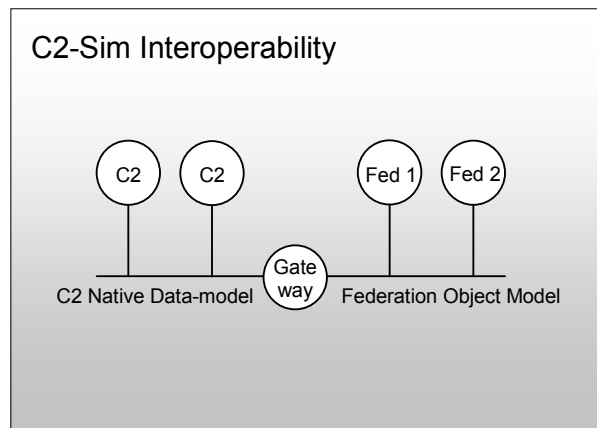 C2-Sim Interoperability
C2
C2
Fed 1
Fed 2
Gate
way
C2 Native Data-model
Federation Object Model